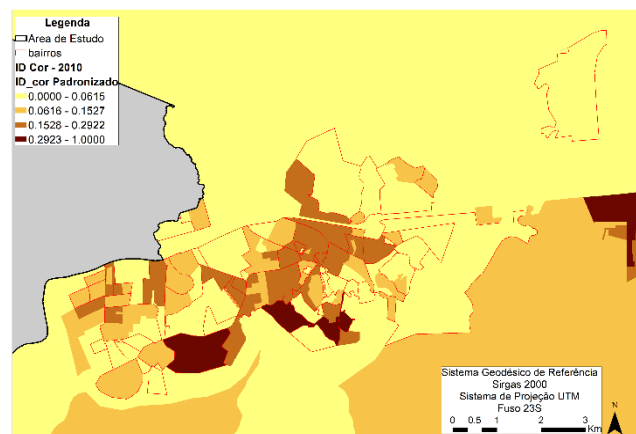 Legenda
Área de Estudo
bairros
ID Cor - 2010
ID_cor Padronizado
0.0000 - 0.0615
0.0616 - 0.1527
0.1528 - 0.2922
0.2923 - 1.0000
Sistema Geodésico de Referência
Sirgas 2000
Sistema de Projeção UTM
Fuso 23S
0 0.5 1 2 3
Km
N